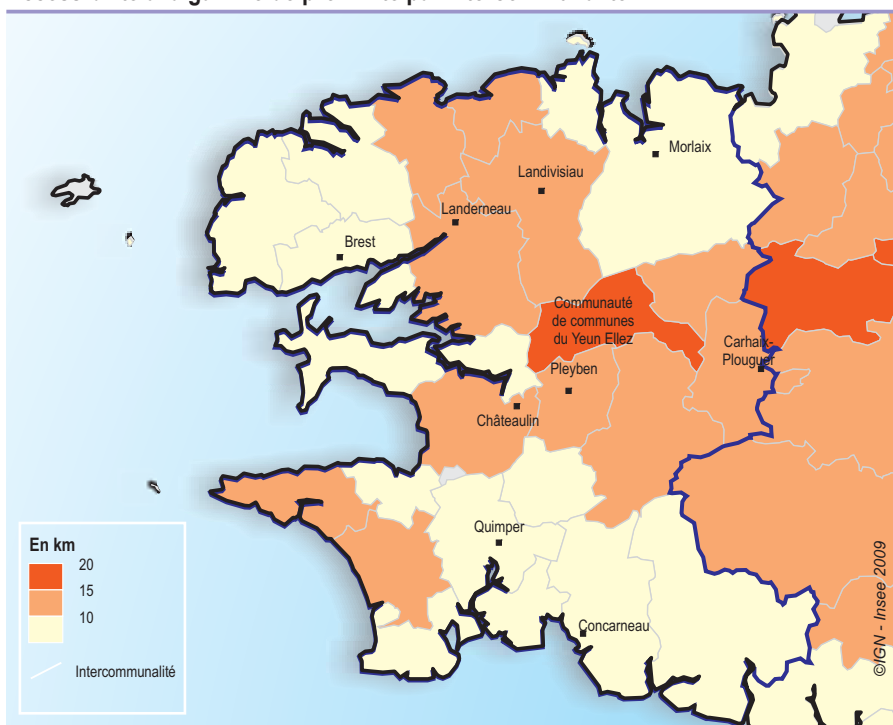 Morlaix
Landivisiau
Landerneau
Brest
Communauté
de communes
du Yeun Ellez
Carhaix-
Plouguer
Pleyben
Châteaulin
Quimper
Concarneau
En km
20
15
10
Intercommunalité
©IGN - Insee 2009